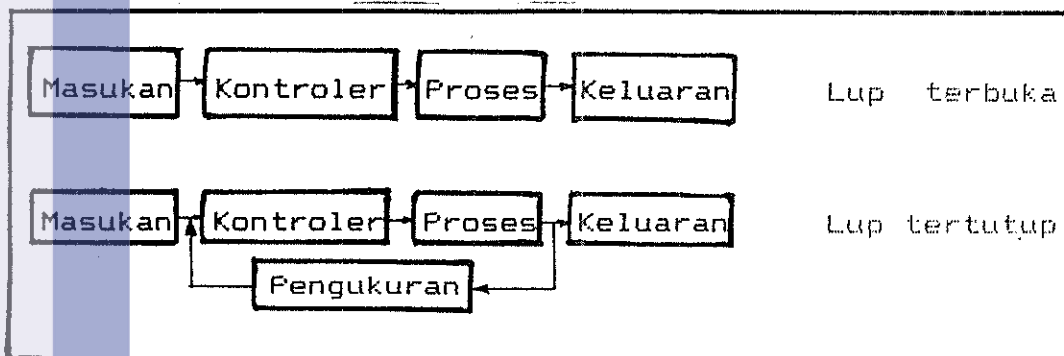 Masukan Kontroler Proses Keluaran Lup terbuka
Masukan Kontroler Proses Keluaran Lup tertutup
Pengukuran